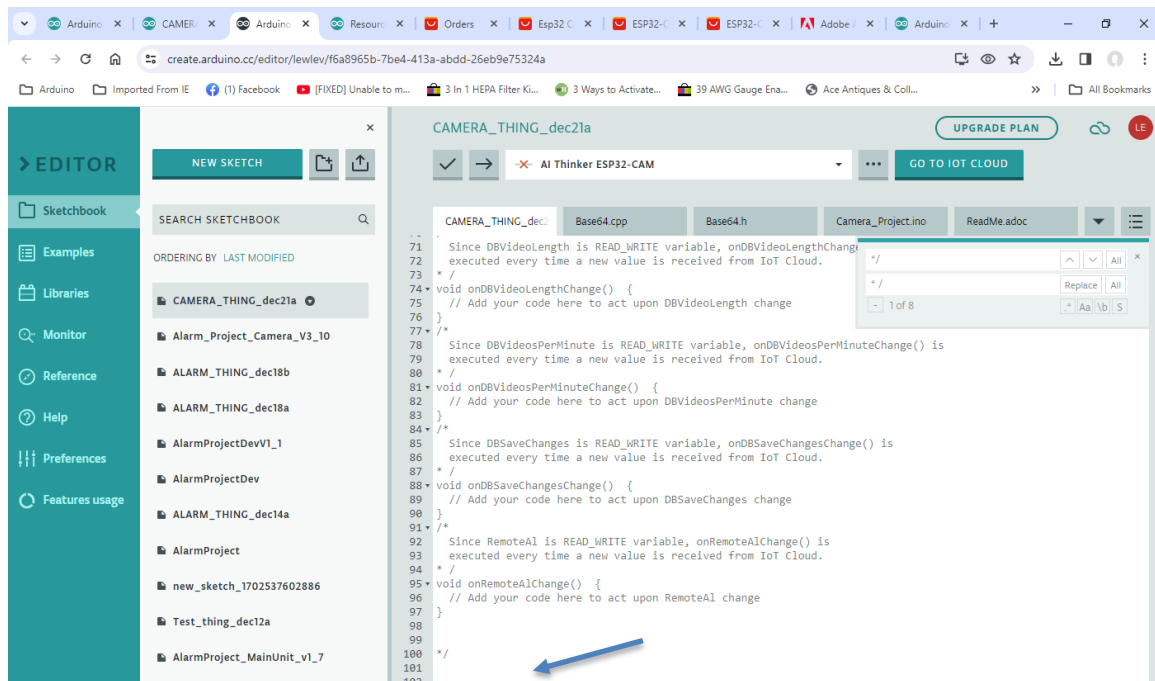 Arduino
CAMER
Arduino
Resourc
Orders
Esp32 C
ESP32-C
ESP32-C
Adobe A
Arduino
create.arduino.cc/editor/lewlev/f6a8965b-7be4-413a-abdd-26eb9e75324a
Arduino
Imported From IE
(1) Facebook
[FIXED] Unable to m...
3 In 1 HEPA Filter Ki...
3 Ways to Activate...
39 AWG Gauge Ena...
Ace Antiques & Coll...
»
All Bookmarks
CAMERA_THING_dec21a
UPGRADE PLAN
LE
EDITOR
NEW SKETCH
AI Thinker ESP32-CAM
GO TO IOT CLOUD
Sketchbook
Examples
Libraries
Monitor
Reference
Help
Preferences
Features usage
SEARCH SKETCHBOOK
ORDERING BY LAST MODIFIED
CAMERA_THING_dec21a
Alarm_Project_Camera_V3_10
ALARM_THING_dec18b
ALARM_THING_dec18a
AlarmProjectDevV1_1
AlarmProjectDev
ALARM_THING_dec14a
AlarmProject
new_sketch_1702537602886
Test_thing_dec12a
AlarmProject_MainUnit_v1_7
CAMERA_THING_dec2
Base64.cpp
Base64.h
Camera_Project.ino
ReadMe.adoc
*/
All
* /
Replace
All
- 1 of 8
.* Aa \b S
71 Since DBVideoLength is READ_WRITE variable, onDBVideoLengthChange
72 executed every time a new value is received from IoT Cloud.
73 * /
74 void onDBVideoLengthChange() {
75 // Add your code here to act upon DBVideoLength change
76 }
77 /*
78 Since DBVideosPerMinute is READ_WRITE variable, onDBVideosPerMinuteChange() is
79 executed every time a new value is received from IoT Cloud.
80 * /
81 void onDBVideosPerMinuteChange() {
82 // Add your code here to act upon DBVideosPerMinute change
83 }
84 /*
85 Since DBSaveChanges is READ_WRITE variable, onDBSaveChangesChange() is
86 executed every time a new value is received from IoT Cloud.
87 * /
88 void onDBSaveChangesChange() {
89 // Add your code here to act upon DBSaveChanges change
90 }
91 /*
92 Since RemoteAl is READ_WRITE variable, onRemoteAlChange() is
93 executed every time a new value is received from IoT Cloud.
94 * /
95 void onRemoteAlChange() {
96 // Add your code here to act upon RemoteAl change
97 }
98
99
100 */
101